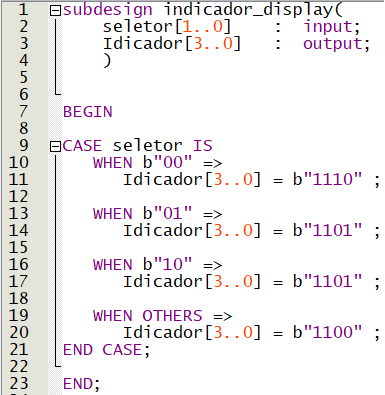 1 subdesign indicador_display(
2 seletor[1..0] : input;
3 Idicador[3..0] : output;
4 )
5
6
7 BEGIN
8
9 CASE seletor IS
10 WHEN b"00" =>
11 Idicador[3..0] = b"1110" ;
12
13 WHEN b"01" =>
14 Idicador[3..0] = b"1101" ;
15
16 WHEN b"10" =>
17 Idicador[3..0] = b"1101" ;
18
19 WHEN OTHERS =>
20 Idicador[3..0] = b"1100" ;
21 END CASE;
22
23 END;
24